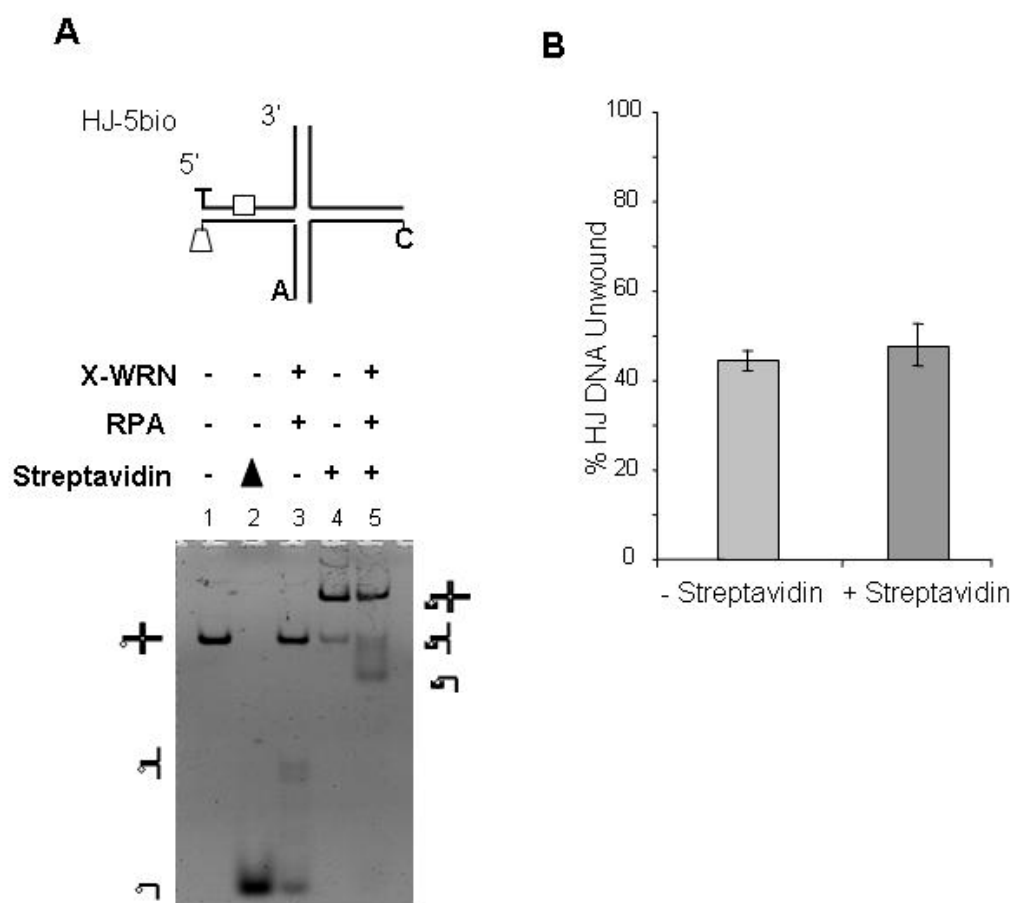 A
HJ-5bio
3'
5'
C
A
X-WRN - - + - +
RPA - - + - +
Streptavidin - ▲ - + +
1 2 3 4 5
B
% HJ DNA Unwound
100
80
60
40
20
0
- Streptavidin + Streptavidin